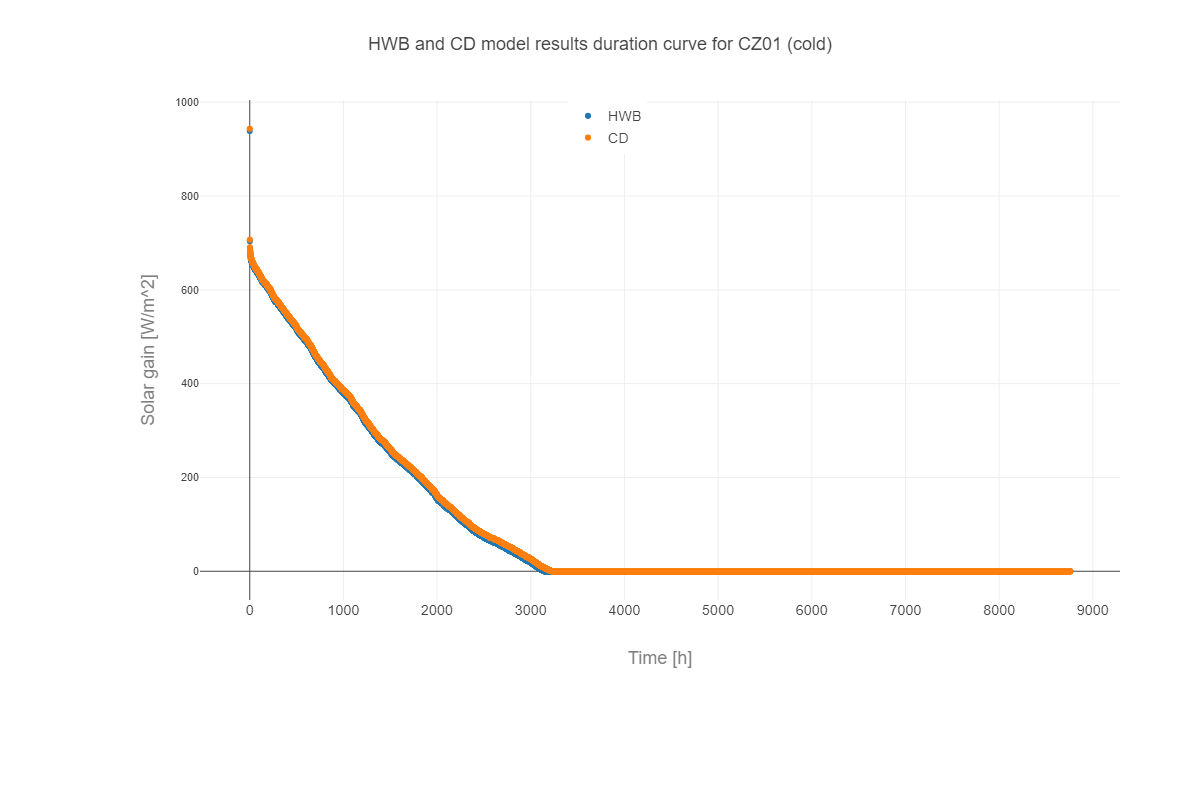 HWB and CD model results duration curve for CZ01 (cold)
1000
HWB
CD
800
600
400
200
0
Solar gain [W/m^2]
0 1000 2000 3000 4000 5000 6000 7000 8000 9000
Time [h]